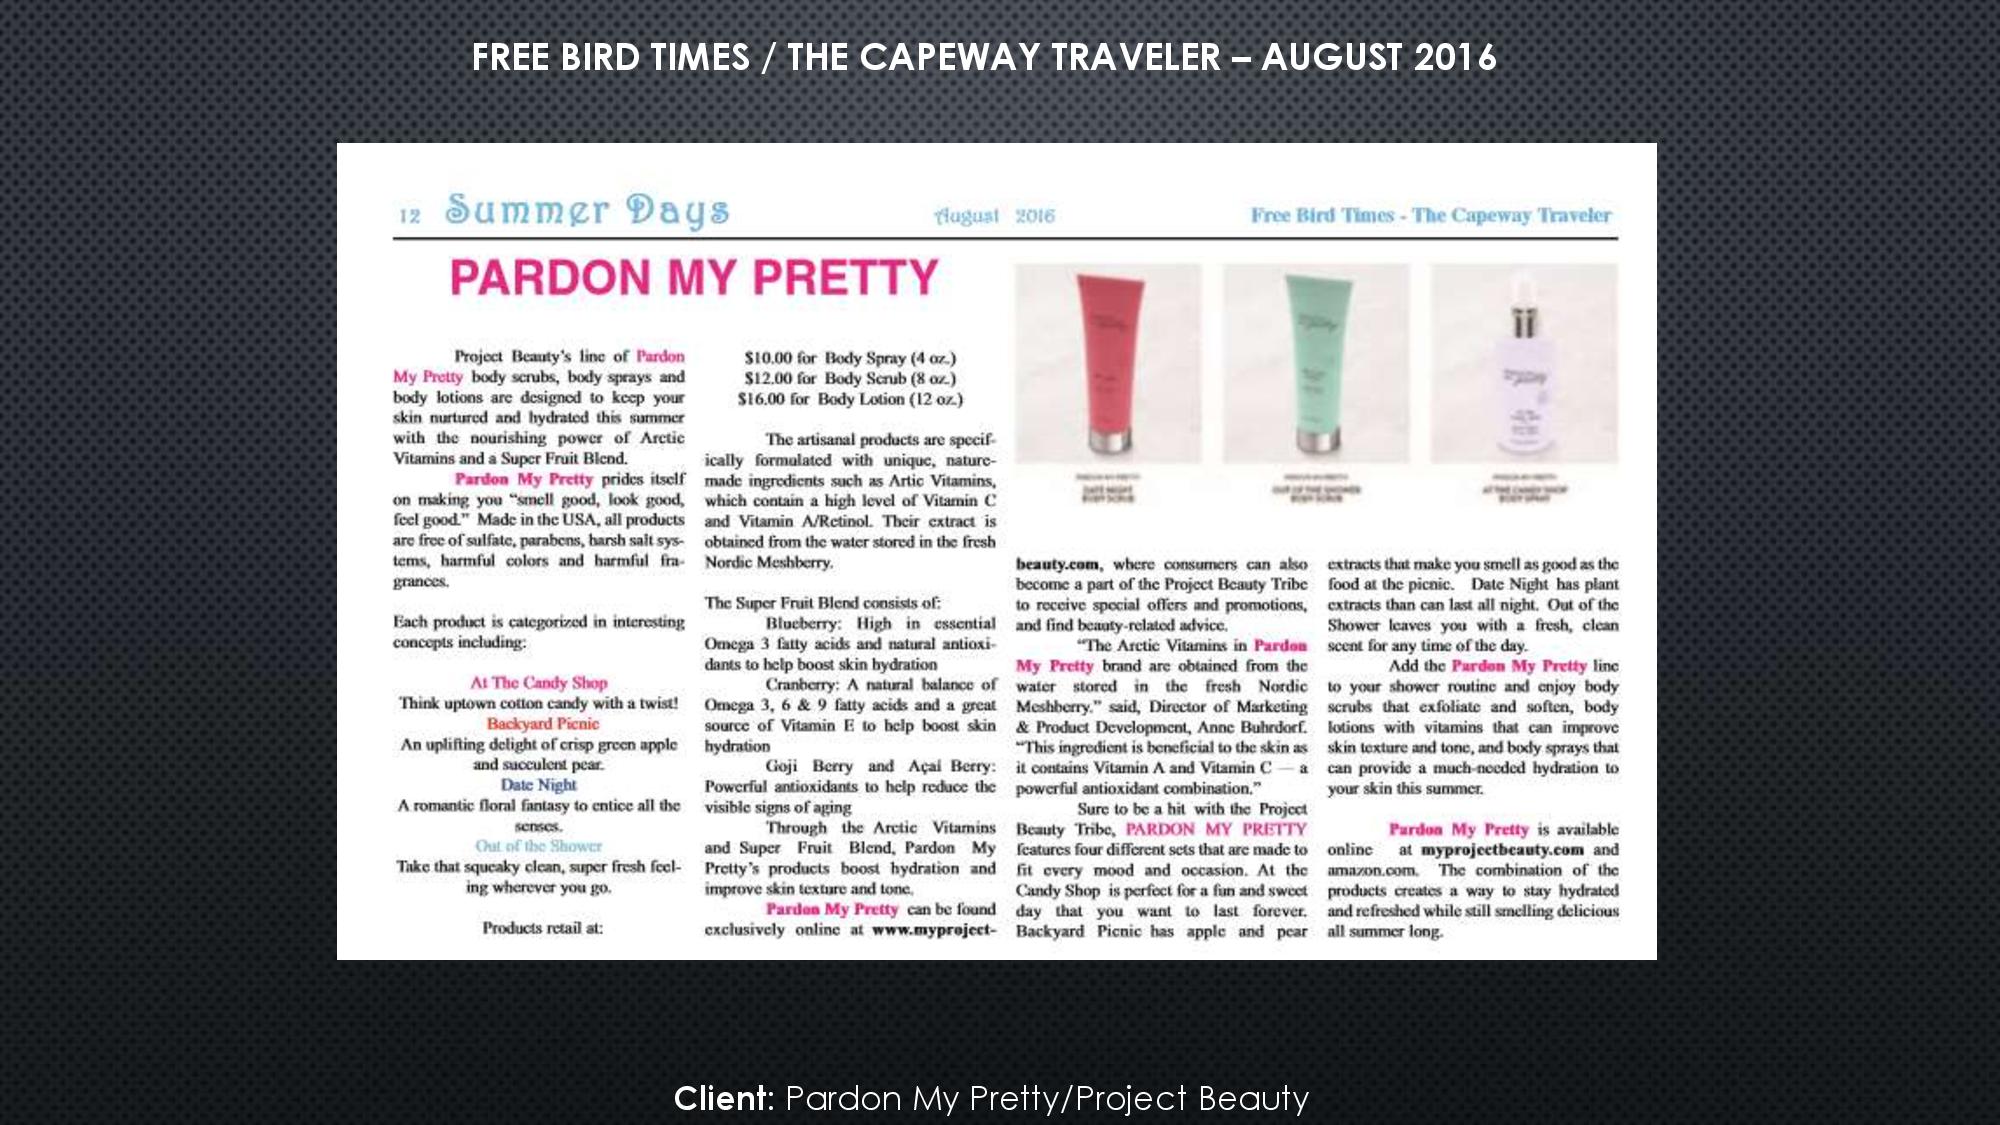 FREE BIRD TIMES / THE CAPEWAY TRAVELER – AUGUST 2016
12 Summer Days August 2016 Free Bird Times - The Capeway Traveler
PARDON MY PRETTY
Project Beauty's line of Pardon
My Pretty body scrubs, body sprays and
body lotions are designed to keep your
skin nurtured and hydrated this summer
with the nourishing power of Arctic
Vitamins and a Super Fruit Blend.
Pardon My Pretty prides itself
on making you “smell good, look good,
feel good.” Made in the USA, all products
are free of sulfate, parabens, harsh salt sys-
tems, harmful colors and harmful fra-
grances.
Each product is categorized in interesting
concepts including:
At The Candy Shop
Think uptown cotton candy with a twist!
Backyard Picnic
An uplifting delight of crisp green apple
and succulent pear.
Date Night
A romantic floral fantasy to entice all the
senses.
Out of the Shower
Take that squeaky clean, super fresh feel-
ing wherever you go.
Products retail at:
$10.00 for Body Spray (4 oz.)
$12.00 for Body Scrub (8 oz.)
$16.00 for Body Lotion (12 oz.)
The artisanal products are specif-
ically formulated with unique, nature-
made ingredients such as Artic Vitamins,
which contain a high level of Vitamin C
and Vitamin A/Retinol. Their extract is
obtained from the water stored in the fresh
Nordic Meshberry.
The Super Fruit Blend consists of:
Blueberry: High in essential
Omega 3 fatty acids and natural antioxi-
dants to help boost skin hydration
Cranberry: A natural balance of
Omega 3, 6 & 9 fatty acids and a great
source of Vitamin E to help boost skin
hydration
Goji Berry and Açai Berry:
Powerful antioxidants to help reduce the
visible signs of aging
Through the Arctic Vitamins
and Super Fruit Blend, Pardon My
Pretty's products boost hydration and
improve skin texture and tone.
Pardon My Pretty can be found
exclusively online at www.myproject-
DATE NIGHT
BODY SCRUB
OUT OF THE SHOWER
BODY SCRUB
AT THE CANDY SHOP
BODY SPRAY
beauty.com, where consumers can also
become a part of the Project Beauty Tribe
to receive special offers and promotions,
and find beauty-related advice.
“The Arctic Vitamins in Pardon
My Pretty brand are obtained from the
water stored in the fresh Nordic
Meshberry.” said, Director of Marketing
& Product Development, Anne Buhrdorf.
“This ingredient is beneficial to the skin as
it contains Vitamin A and Vitamin C — a
powerful antioxidant combination.”
Sure to be a hit with the Project
Beauty Tribe, PARDON MY PRETTY
features four different sets that are made to
fit every mood and occasion. At the
Candy Shop is perfect for a fun and sweet
day that you want to last forever.
Backyard Picnic has apple and pear
extracts that make you smell as good as the
food at the picnic. Date Night has plant
extracts than can last all night. Out of the
Shower leaves you with a fresh, clean
scent for any time of the day.
Add the Pardon My Pretty line
to your shower routine and enjoy body
scrubs that exfoliate and soften, body
lotions with vitamins that can improve
skin texture and tone, and body sprays that
can provide a much-needed hydration to
your skin this summer.
Pardon My Pretty is available
online at myprojectbeauty.com and
amazon.com. The combination of the
products creates a way to stay hydrated
and refreshed while still smelling delicious
all summer long.
Client: Pardon My Pretty/Project Beauty